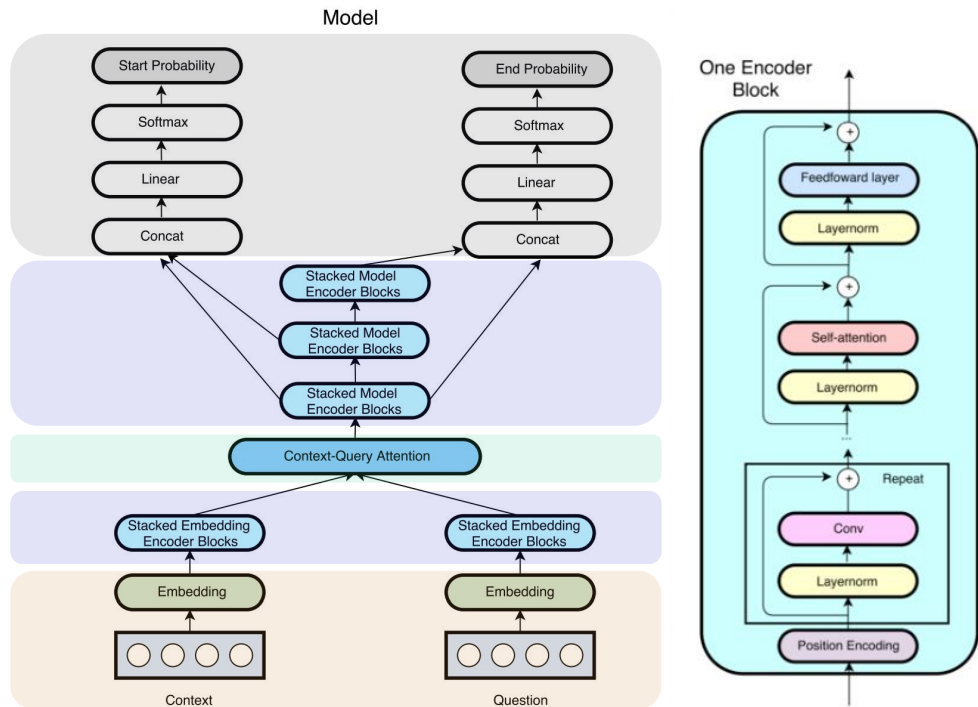 Model
Start Probability
End Probability
Softmax
Softmax
Linear
Linear
Concat
Concat
Stacked Model
Encoder Blocks
Stacked Model
Encoder Blocks
Stacked Model
Encoder Blocks
Context-Query Attention
Stacked Embedding
Encoder Blocks
Stacked Embedding
Encoder Blocks
Embedding
Embedding
Context
Question
One Encoder
Block
+
Feedfoward layer
Layernorm
+
Self-attention
Layernorm
...
+
Repeat
Conv
Layernorm
Position Encoding